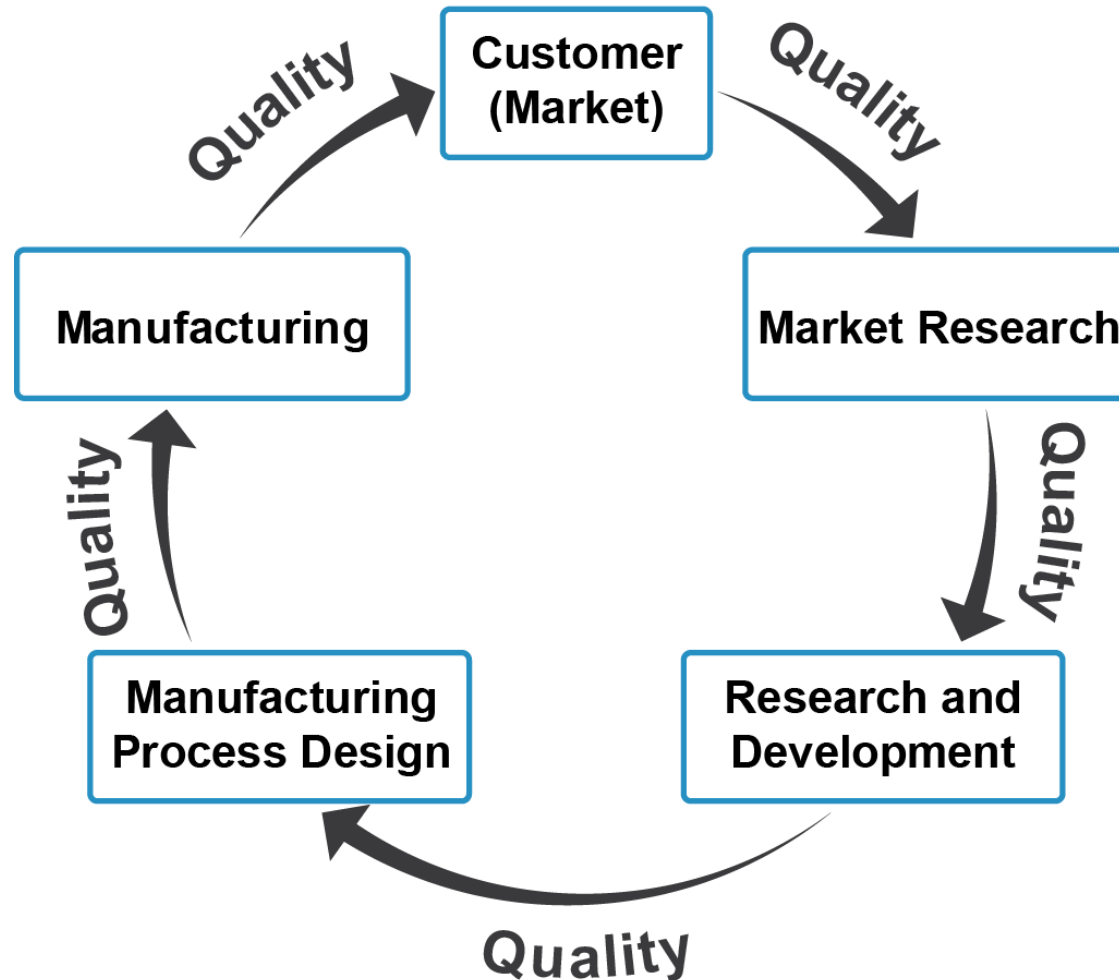 Customer
(Market)
Quality
Market Research
Quality
Research and
Development
Quality
Manufacturing
Process Design
Quality
Manufacturing
Quality